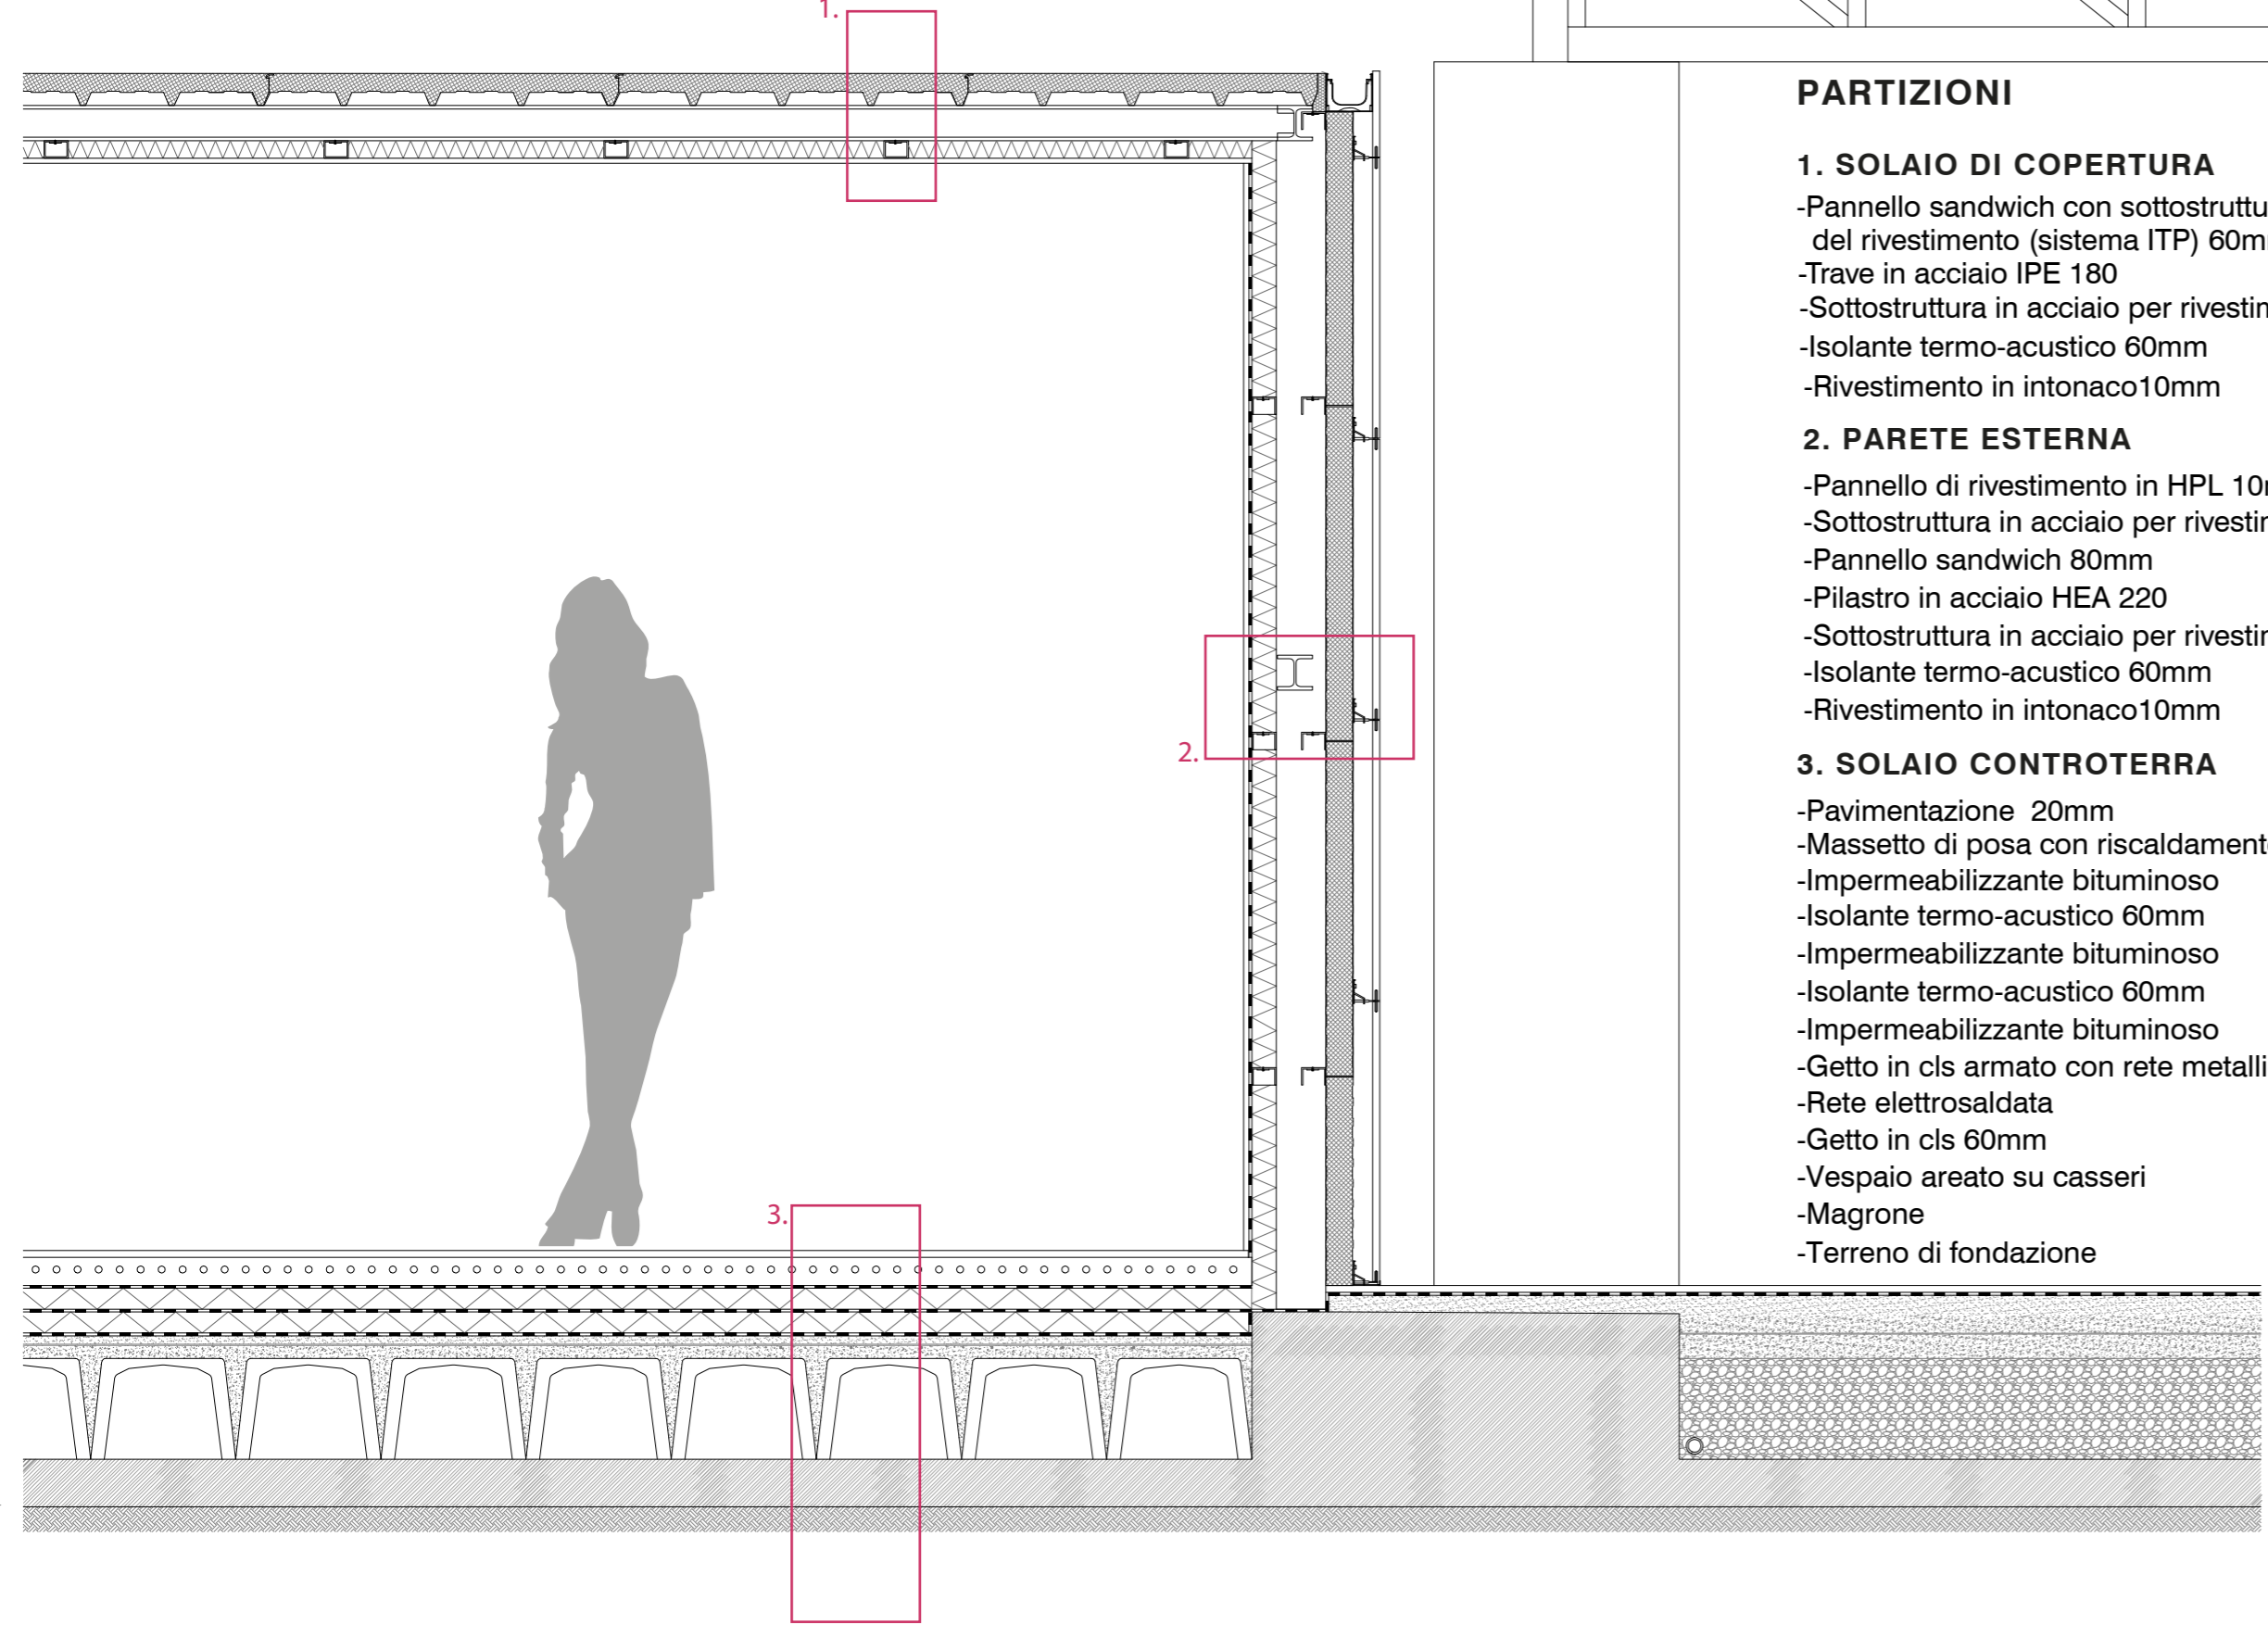 1.
PARTIZIONI
1. SOLAIO DI COPERTURA
-Pannello sandwich con sottostruttu
del rivestimento (sistema ITP) 60m
-Trave in acciaio IPE 180
-Sottostruttura in acciaio per rivestin
-Isolante termo-acustico 60mm
-Rivestimento in intonaco10mm
2. PARETE ESTERNA
-Pannello di rivestimento in HPL 10
-Sottostruttura in acciaio per rivestin
-Pannello sandwich 80mm
-Pilastro in acciaio HEA 220
-Sottostruttura in acciaio per rivestin
-Isolante termo-acustico 60mm
-Rivestimento in intonaco10mm
2.
3. SOLAIO CONTROTERRA
-Pavimentazione 20mm
-Massetto di posa con riscaldament
-Impermeabilizzante bituminoso
-Isolante termo-acustico 60mm
-Impermeabilizzante bituminoso
-Isolante termo-acustico 60mm
-Impermeabilizzante bituminoso
-Getto in cls armato con rete metalli
-Rete elettrosaldata
-Getto in cls 60mm
-Vespaio areato su casseri
-Magrone
-Terreno di fondazione
3.